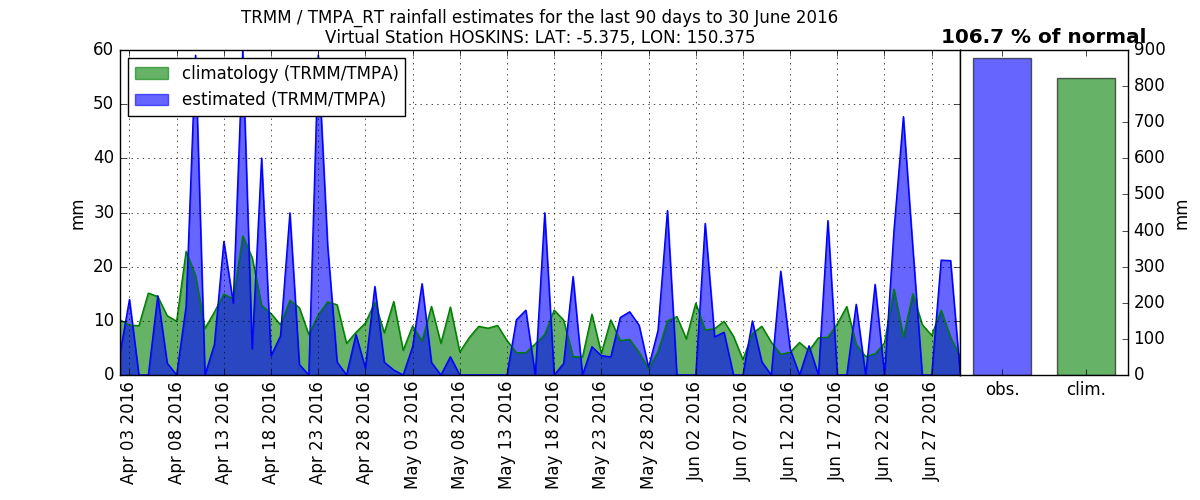 TRMM / TMPA_RT rainfall estimates for the last 90 days to 30 June 2016
Virtual Station HOSKINS: LAT: -5.375, LON: 150.375
106.7 % of normal
climatology (TRMM/TMPA)
estimated (TRMM/TMPA)
60
50
40
30
20
10
0
mm
Apr 03 2016
Apr 08 2016
Apr 13 2016
Apr 18 2016
Apr 23 2016
Apr 28 2016
May 03 2016
May 08 2016
May 13 2016
May 18 2016
May 23 2016
May 28 2016
Jun 02 2016
Jun 07 2016
Jun 12 2016
Jun 17 2016
Jun 22 2016
Jun 27 2016
900
800
700
600
500
400
300
200
100
0
mm
obs.
clim.